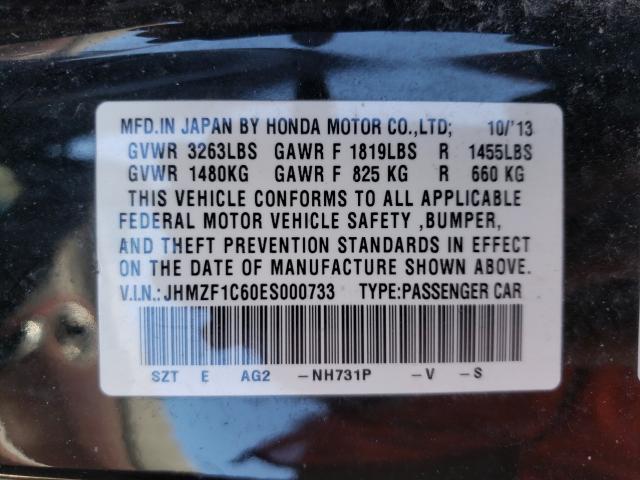 MFD.IN JAPAN BY HONDA MOTOR CO.,LTD; 10/'13
GVWR 3263LBS GAWR F 1819LBS R 1455LBS
GVWR 1480KG GAWR F 825 KG R 660 KG
THIS VEHICLE CONFORMS TO ALL APPLICABLE
FEDERAL MOTOR VEHICLE SAFETY ,BUMPER,
AND THEFT PREVENTION STANDARDS IN EFFECT
ON THE DATE OF MANUFACTURE SHOWN ABOVE.
V.I.N.:JHMZF1C60ES000733 TYPE:PASSENGER CAR
SZT E AG2 -NH731P -V -S